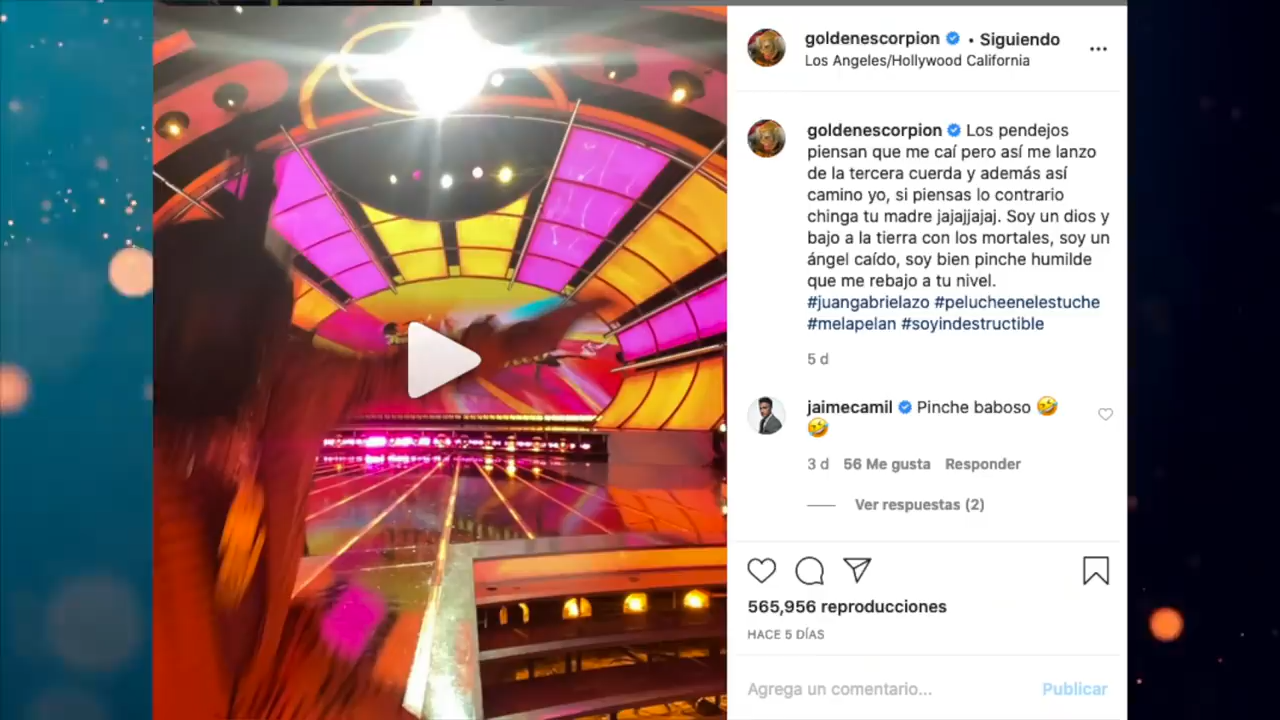 goldenescorpion • Siguiendo
Los Angeles/Hollywood California
goldenescorpion Los pendejos
piensan que me caí pero así me lanzo
de la tercera cuerda y además así
camino yo, si piensas lo contrario
chinga tu madre jajajjajaj. Soy un dios y
bajo a la tierra con los mortales, soy un
ángel caído, soy bien pinche humilde
que me rebajo a tu nivel.
#juangabrielazo #pelucheenelestuche
#melapelan #soyindestructible
5 d
jaimecamil Pinche baboso 🤣
🤣
3 d 56 Me gusta Responder
Ver respuestas (2)
565,956 reproducciones
HACE 5 DÍAS
Agrega un comentario... Publicar